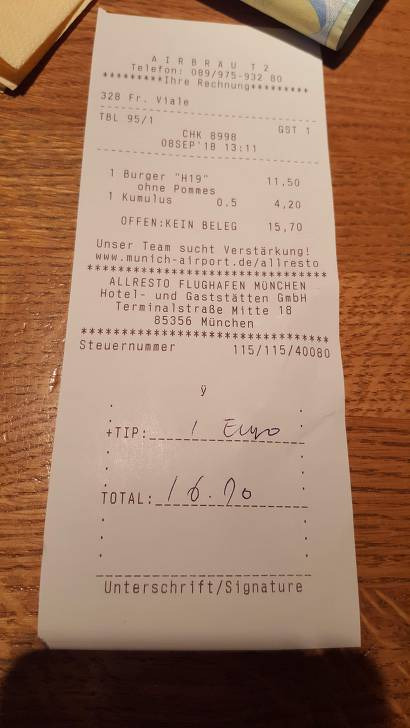 AIRBRÄU T2
Telefon: 089/975-932 80
*********Ihre Rechnung*********
328 Fr. Viale
TBL 95/1 GST 1
CHK 8998
08SEP'18 13:11
1 Burger "H19" 11,50
ohne Pommes
1 Kumulus 0.5 4,20
OFFEN:KEIN BELEG 15,70
Unser Team sucht Verstärkung!
www.munich-airport.de/allresto
ALLRESTO FLUGHAFEN MÜNCHEN
Hotel- und Gaststätten GmbH
Terminalstraße Mitte 18
85356 München
Steuernummer 115/115/40080
ÿ
+TIP: 1 Euro
TOTAL: 16.70
Unterschrift/Signature